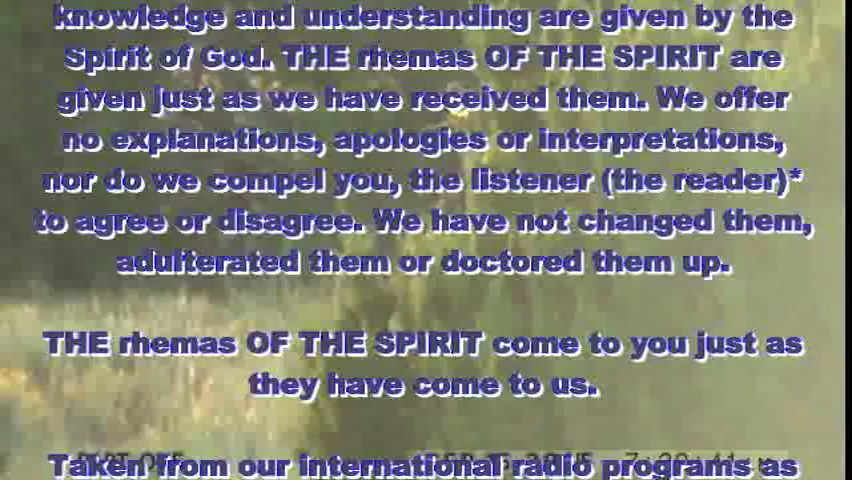 knowledge and understanding are given by the
Spirit of God. THE rhemas OF THE SPIRIT are
given just as we have received them. We offer
no explanations, apologies or interpretations,
nor do we compel you, the listener (the reader)*
to agree or disagree. We have not changed them,
adulterated them or doctored them up.
THE rhemas OF THE SPIRIT come to you just as
they have come to us.
Taken from our international radio programs as